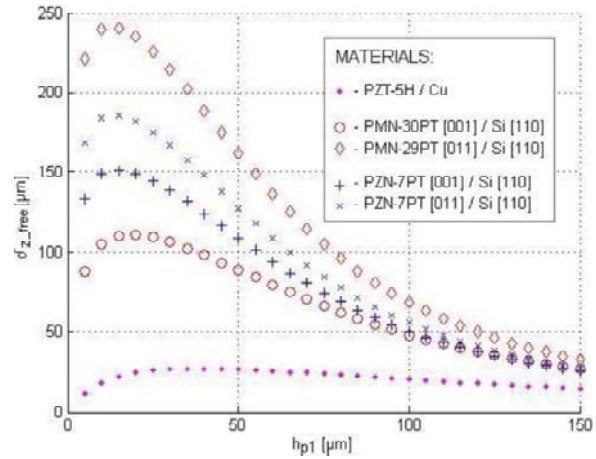 250
200
150
100
50
0
δz_free [μm]
MATERIALS:
- PZT-5H / Cu
- PMN-30PT [001] / Si [110]
- PMN-29PT [011] / Si [110]
- PZN-7PT [001] / Si [110]
- PZN-7PT [011] / Si [110]
0 50 100 150
hp1 [μm]